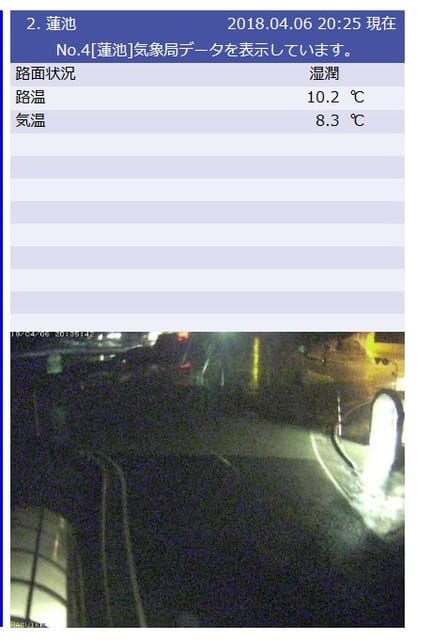 2. 蓮池 2018.04.06 20:25 現在
No.4[蓮池]気象局データを表示しています。
路面状況 湿潤
路温 10.2 ℃
気温 8.3 ℃